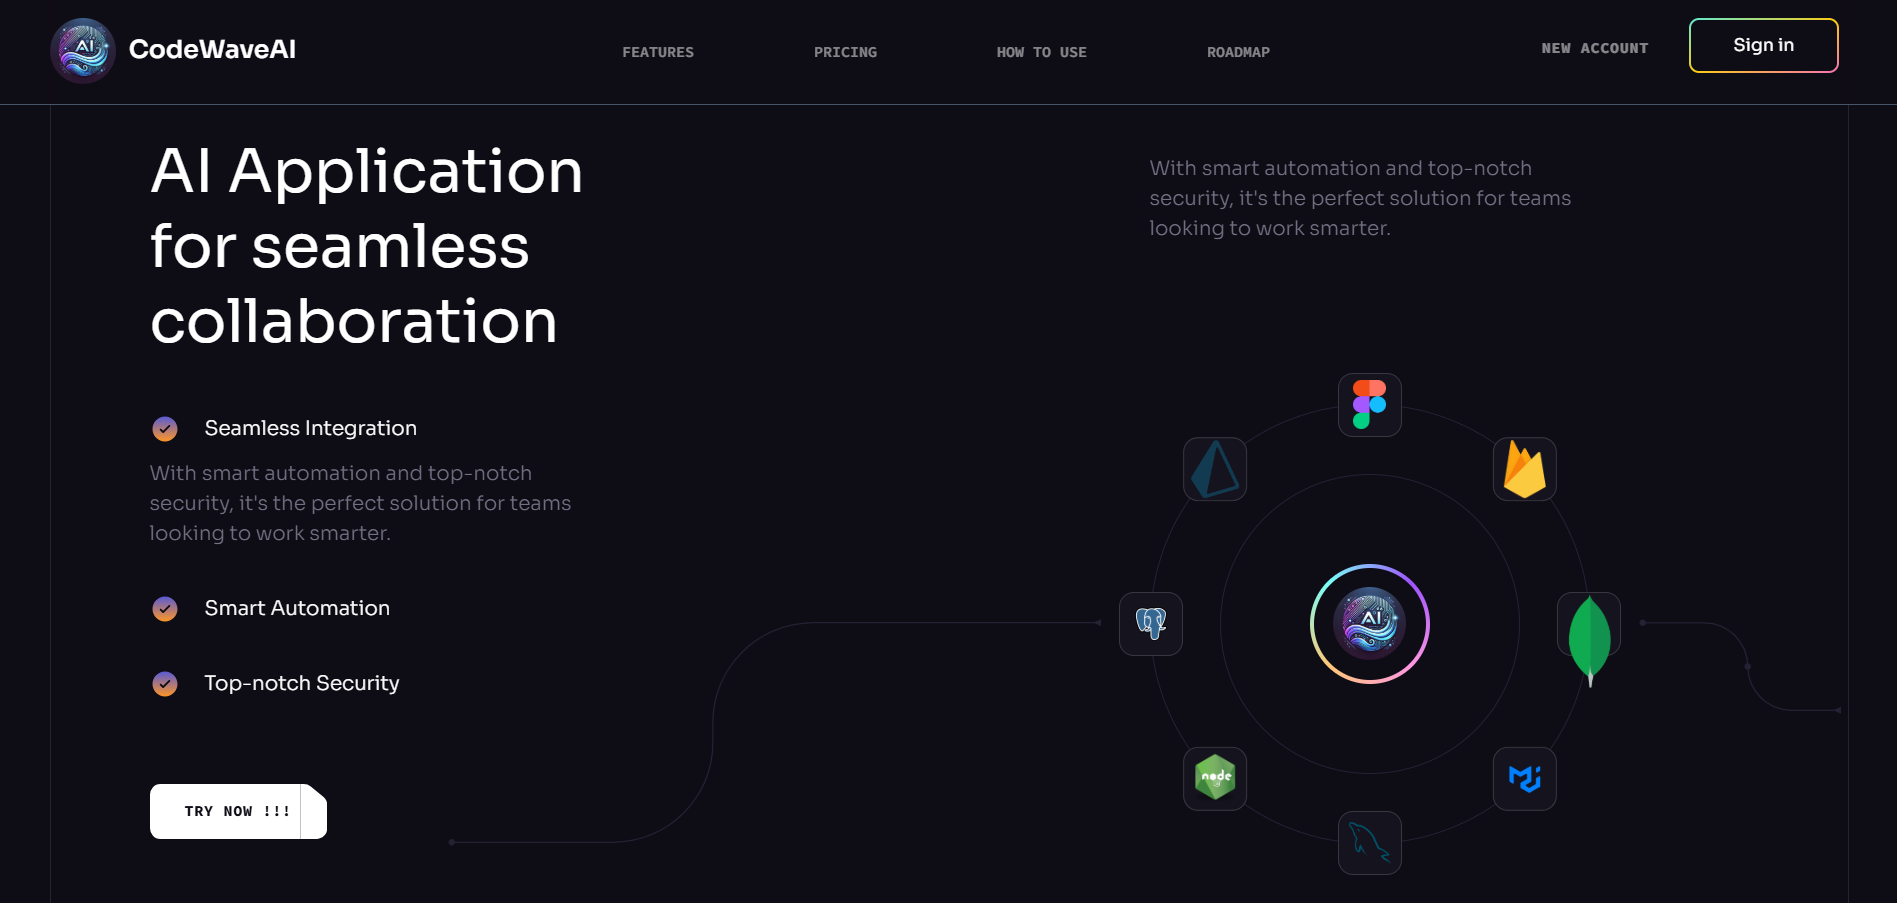 AI
CodeWaveAI
FEATURES
PRICING
HOW TO USE
ROADMAP
NEW ACCOUNT
Sign in
AI Application
for seamless
collaboration
With smart automation and top-notch
security, it's the perfect solution for teams
looking to work smarter.
Seamless Integration
With smart automation and top-notch
security, it's the perfect solution for teams
looking to work smarter.
Smart Automation
Top-notch Security
TRY NOW !!!
AI
node